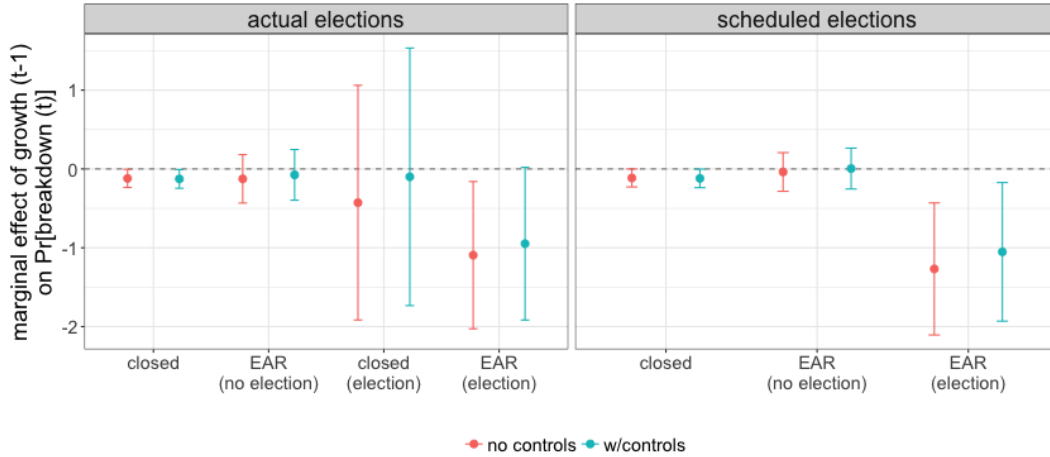 actual elections
scheduled elections
marginal effect of growth (t-1)
on Pr[breakdown (t)]
1
0
-1
-2
closed
EAR
(no election)
closed
(election)
EAR
(election)
closed
EAR
(no election)
EAR
(election)
no controls
w/controls